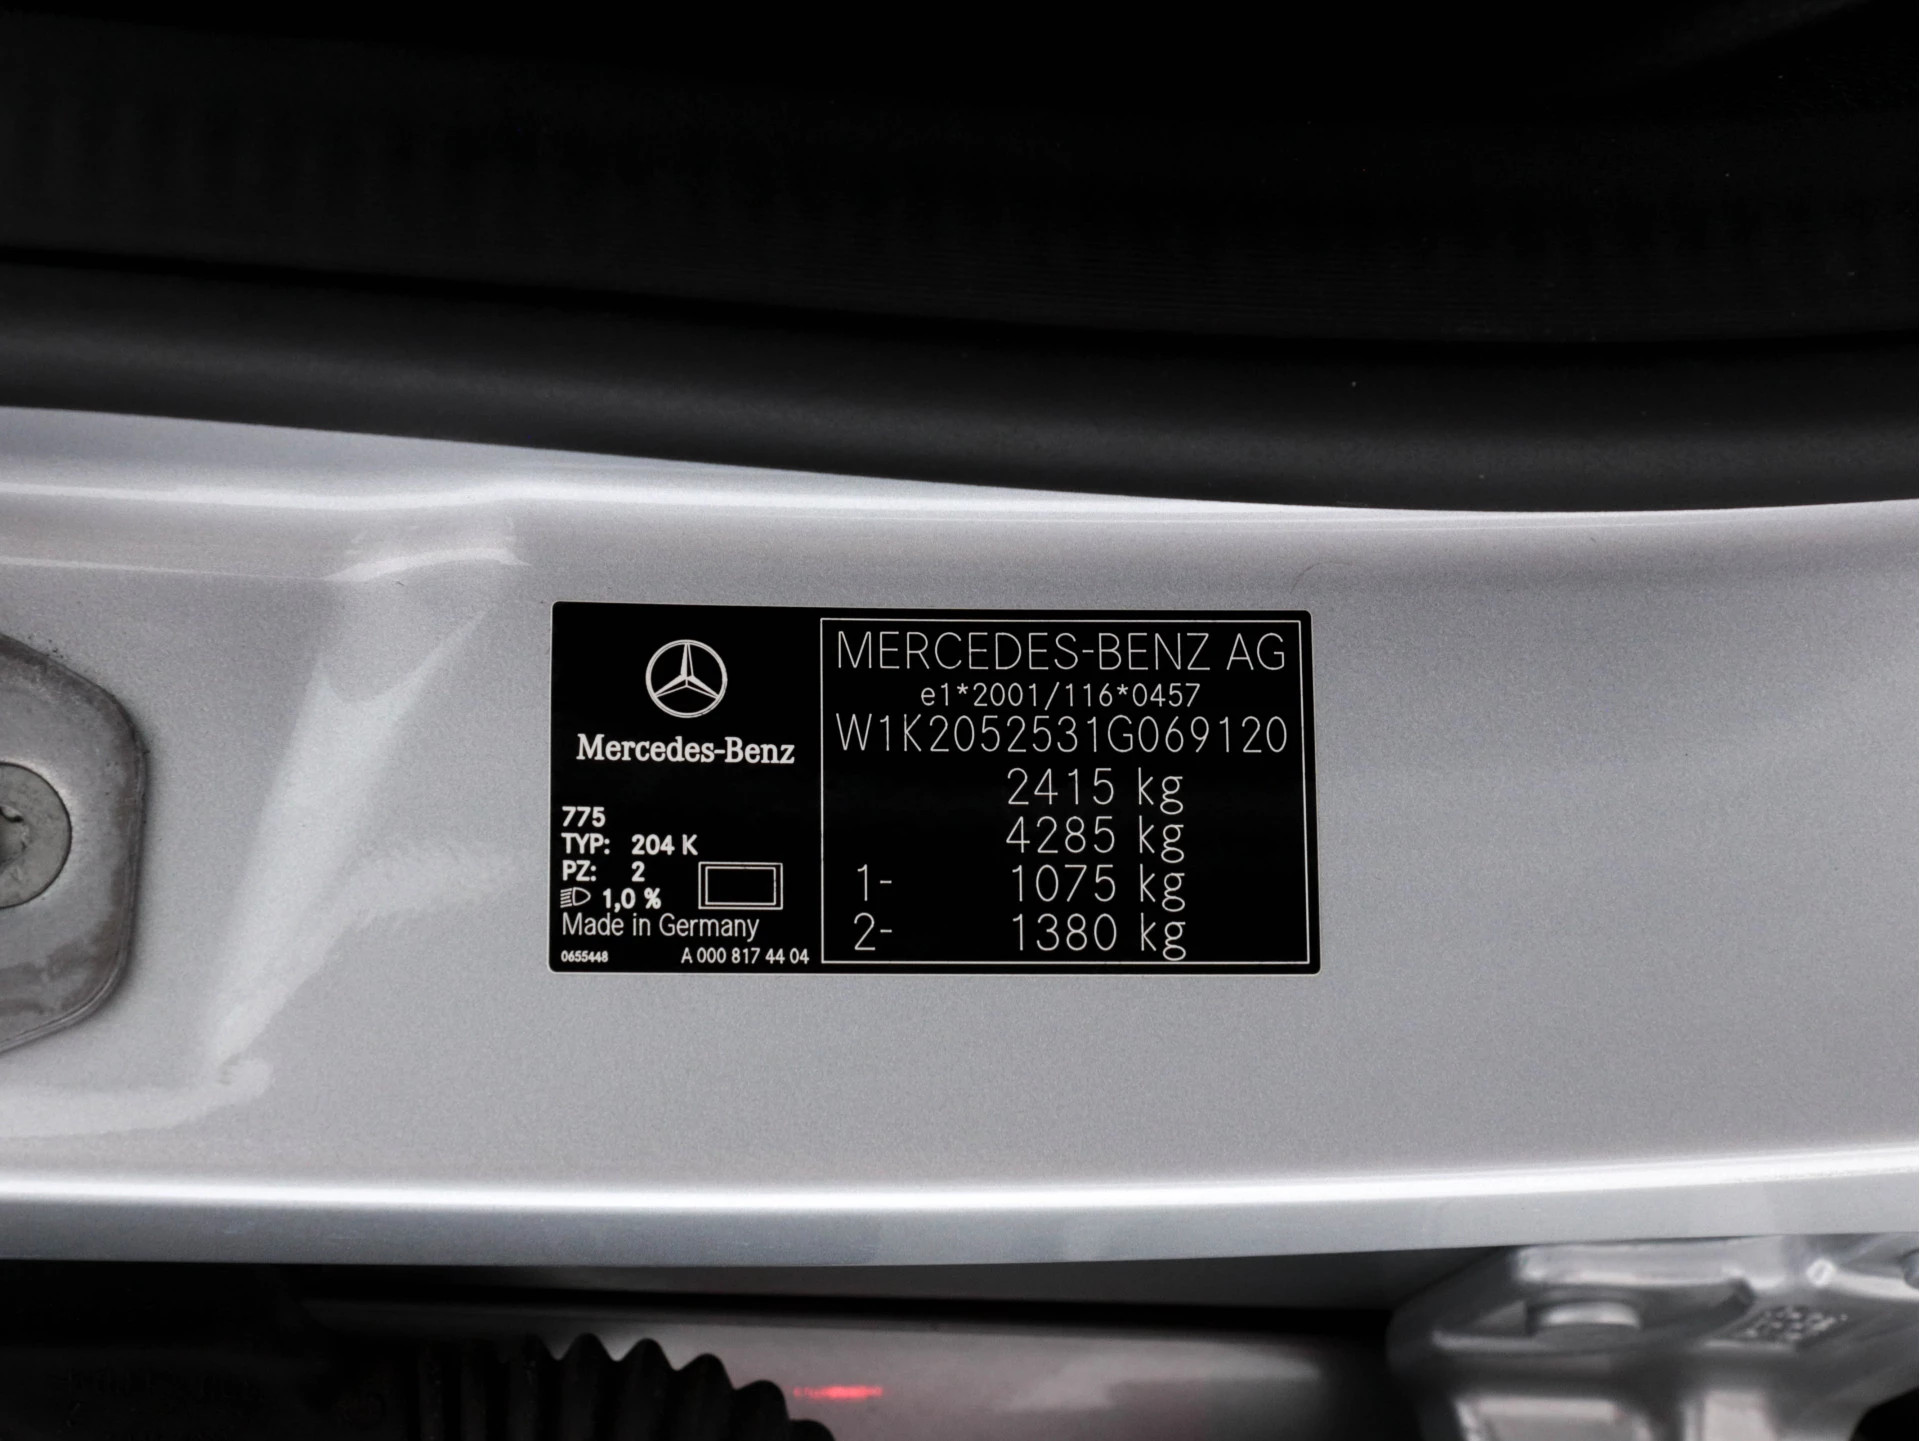 Mercedes-Benz
775
TYP: 204 K
PZ: 2
1,0 %
Made in Germany
0655448 A 000 817 44 04
MERCEDES-BENZ AG
e1*2001/116*0457
W1K2052531G069120
2415 kg
4285 kg
1- 1075 kg
2- 1380 kg